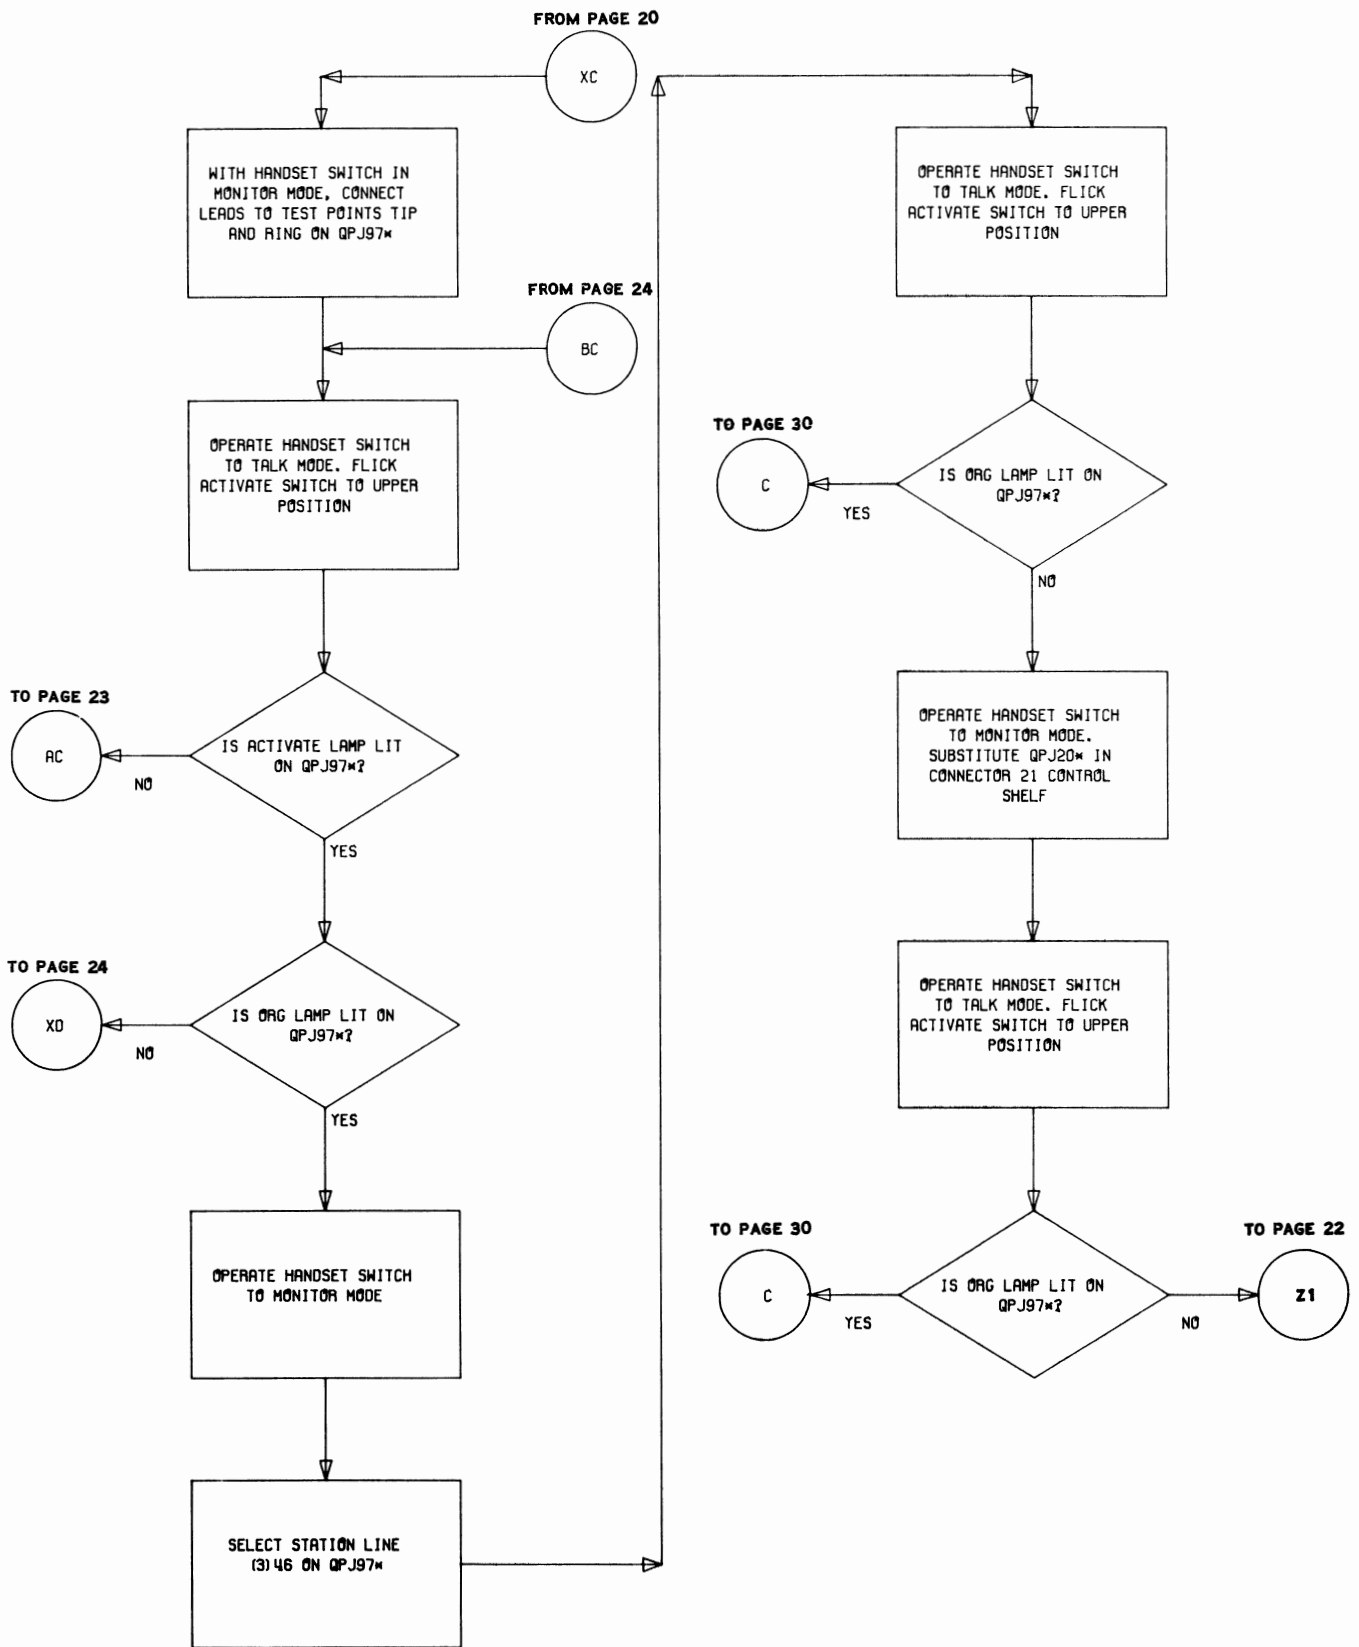 FROM PAGE 20
XC
WITH HANDSET SWITCH IN
MONITOR MODE, CONNECT
LEADS TO TEST POINTS TIP
AND RING ON QPJ97*
FROM PAGE 24
BC
OPERATE HANDSET SWITCH
TO TALK MODE. FLICK
ACTIVATE SWITCH TO UPPER
POSITION
TO PAGE 23
AC
NO
IS ACTIVATE LAMP LIT
ON QPJ97*?
YES
TO PAGE 24
XD
NO
IS ORG LAMP LIT ON
QPJ97*?
YES
OPERATE HANDSET SWITCH
TO MONITOR MODE
SELECT STATION LINE
(3)46 ON QPJ97*
OPERATE HANDSET SWITCH
TO TALK MODE. FLICK
ACTIVATE SWITCH TO UPPER
POSITION
TO PAGE 30
C
YES
IS ORG LAMP LIT ON
QPJ97*?
NO
OPERATE HANDSET SWITCH
TO MONITOR MODE.
SUBSTITUTE QPJ20* IN
CONNECTOR 21 CONTROL
SHELF
OPERATE HANDSET SWITCH
TO TALK MODE. FLICK
ACTIVATE SWITCH TO UPPER
POSITION
TO PAGE 30
C
YES
IS ORG LAMP LIT ON
QPJ97*?
NO
TO PAGE 22
Z1